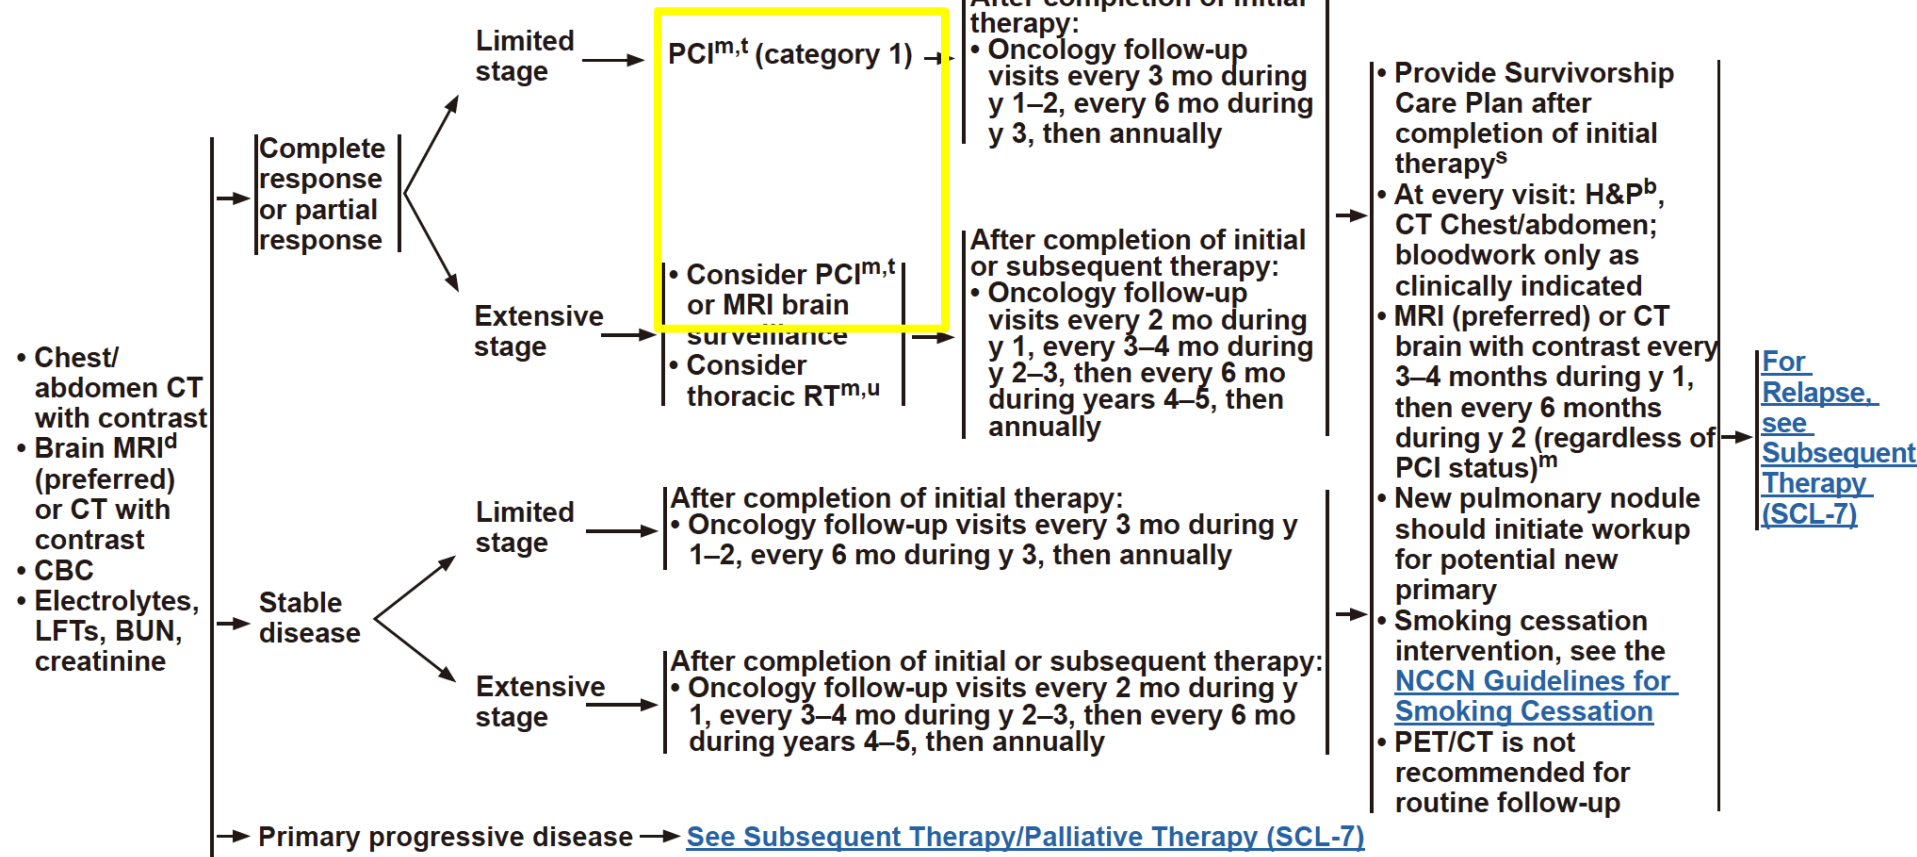 • Chest/
abdomen CT
with contrast
• Brain MRIᵈ
(preferred)
or CT with
contrast
• CBC
• Electrolytes,
LFTs, BUN,
creatinine
Complete
response
or partial
response
Limited
stage
PCIᵐ,ᵗ (category 1)
After completion of initial
therapy:
• Oncology follow-up
visits every 3 mo during
y 1–2, every 6 mo during
y 3, then annually
Extensive
stage
• Consider PCIᵐ,ᵗ
or MRI brain
surveillance
• Consider
thoracic RTᵐ,ᵘ
After completion of initial
or subsequent therapy:
• Oncology follow-up
visits every 2 mo during
y 1, every 3–4 mo during
y 2–3, then every 6 mo
during years 4–5, then
annually
Stable
disease
Limited
stage
After completion of initial therapy:
• Oncology follow-up visits every 3 mo during y
1–2, every 6 mo during y 3, then annually
Extensive
stage
After completion of initial or subsequent therapy:
• Oncology follow-up visits every 2 mo during y
1, every 3–4 mo during y 2–3, then every 6 mo
during years 4–5, then annually
Primary progressive disease
See Subsequent Therapy/Palliative Therapy (SCL-7)
• Provide Survivorship
Care Plan after
completion of initial
therapyˢ
• At every visit: H&Pᵇ,
CT Chest/abdomen;
bloodwork only as
clinically indicated
• MRI (preferred) or CT
brain with contrast every
3–4 months during y 1,
then every 6 months
during y 2 (regardless of
PCI status)ᵐ
• New pulmonary nodule
should initiate workup
for potential new
primary
• Smoking cessation
intervention, see the
NCCN Guidelines for
Smoking Cessation
• PET/CT is not
recommended for
routine follow-up
For
Relapse,
see
Subsequent
Therapy
(SCL-7)